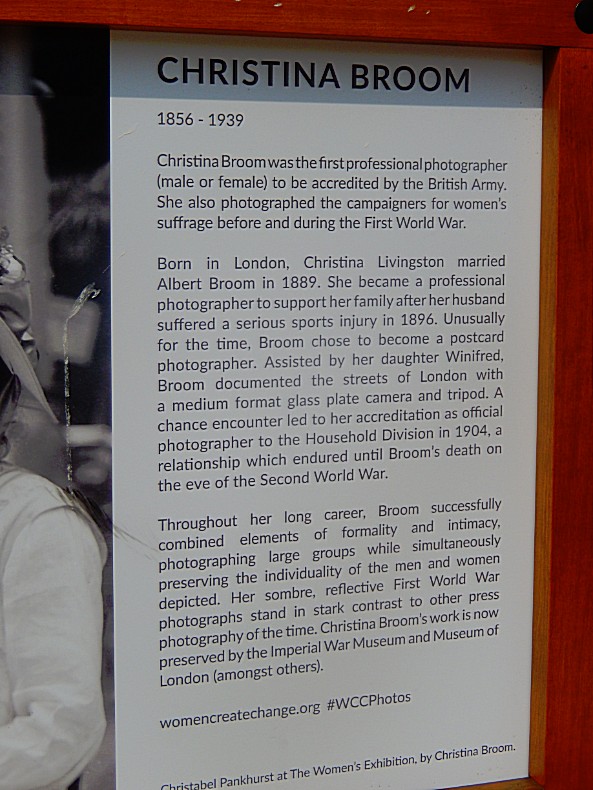 CHRISTINA BROOM
1856 - 1939
Christina Broom was the first professional photographer
(male or female) to be accredited by the British Army.
She also photographed the campaigners for women's
suffrage before and during the First World War.
Born in London, Christina Livingston married
Albert Broom in 1889. She became a professional
photographer to support her family after her husband
suffered a serious sports injury in 1896. Unusually
for the time, Broom chose to become a postcard
photographer. Assisted by her daughter Winifred,
Broom documented the streets of London with
a medium format glass plate camera and tripod. A
chance encounter led to her accreditation as official
photographer to the Household Division in 1904, a
relationship which endured until Broom's death on
the eve of the Second World War.
Throughout her long career, Broom successfully
combined elements of formality and intimacy,
photographing large groups while simultaneously
preserving the individuality of the men and women
depicted. Her sombre, reflective First World War
photographs stand in stark contrast to other press
photography of the time. Christina Broom's work is now
preserved by the Imperial War Museum and Museum of
London (amongst others).
womencreatechange.org #WCCPhotos
Christabel Pankhurst at The Women's Exhibition, by Christina Broom.